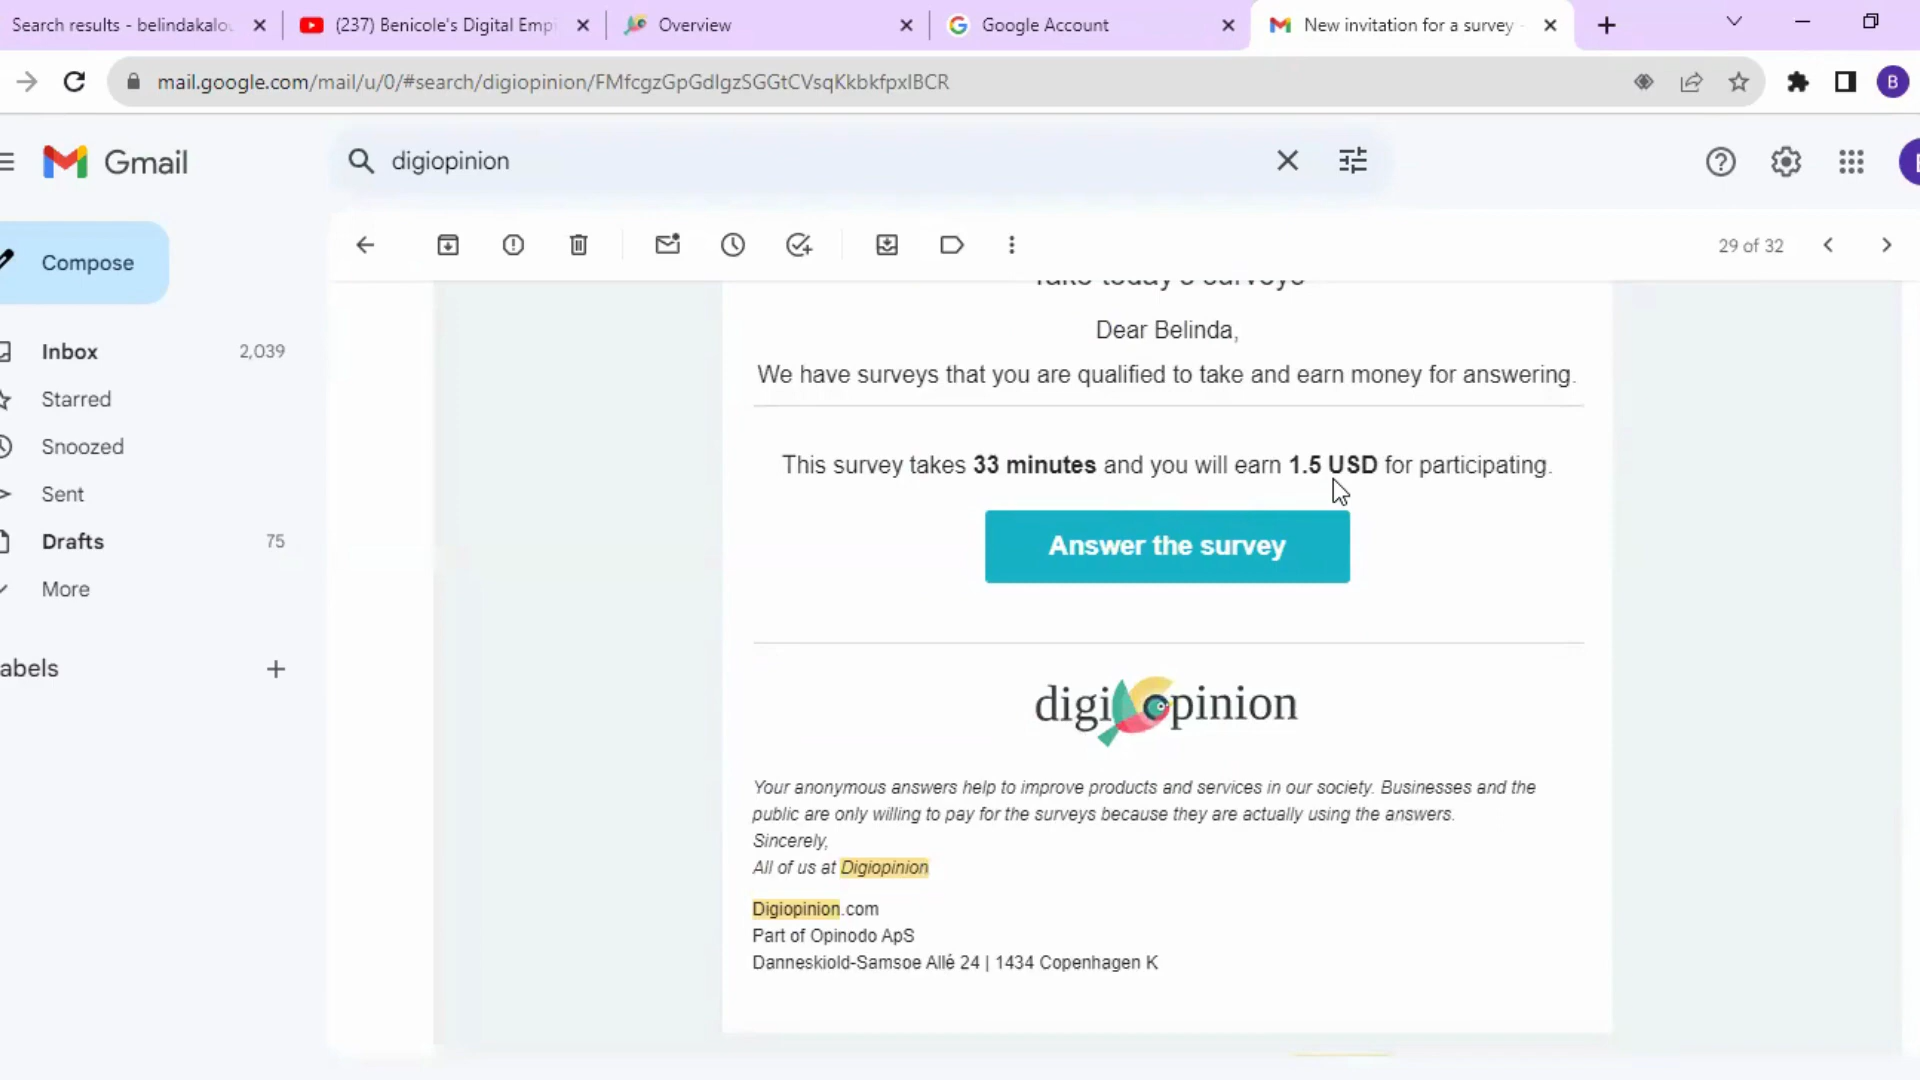 Search results - belindakalou
(237) Benicole's Digital Emp
Overview
Google Account
New invitation for a survey -
mail.google.com/mail/u/0/#search/digiopinion/FMfcgzGpGdlgzSGGtCVsqKkbkfpxlBCR
B
Gmail
digiopinion
Compose
29 of 32
Inbox 2,039
Starred
Snoozed
Sent
Drafts 75
More
abels
Take today's surveys
Dear Belinda,
We have surveys that you are qualified to take and earn money for answering.
This survey takes 33 minutes and you will earn 1.5 USD for participating.
Answer the survey
digiopinion
Your anonymous answers help to improve products and services in our society. Businesses and the
public are only willing to pay for the surveys because they are actually using the answers.
Sincerely,
All of us at Digiopinion
Digiopinion.com
Part of Opinodo ApS
Danneskiold-Samsoe Allé 24 | 1434 Copenhagen K